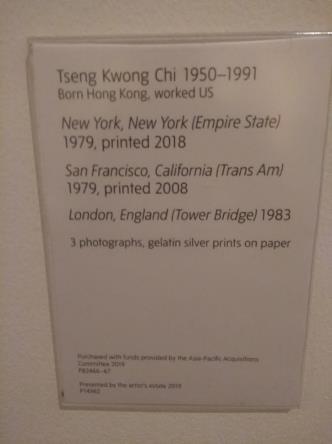 Tseng Kwong Chi 1950–1991
Born Hong Kong, worked US
New York, New York (Empire State)
1979, printed 2018
San Francisco, California (Trans Am)
1979, printed 2008
London, England (Tower Bridge) 1983
3 photographs, gelatin silver prints on paper
Purchased with funds provided by the Asia-Pacific Acquisitions
Committee 2019
P82466–67
Presented by the artist's estate 2019